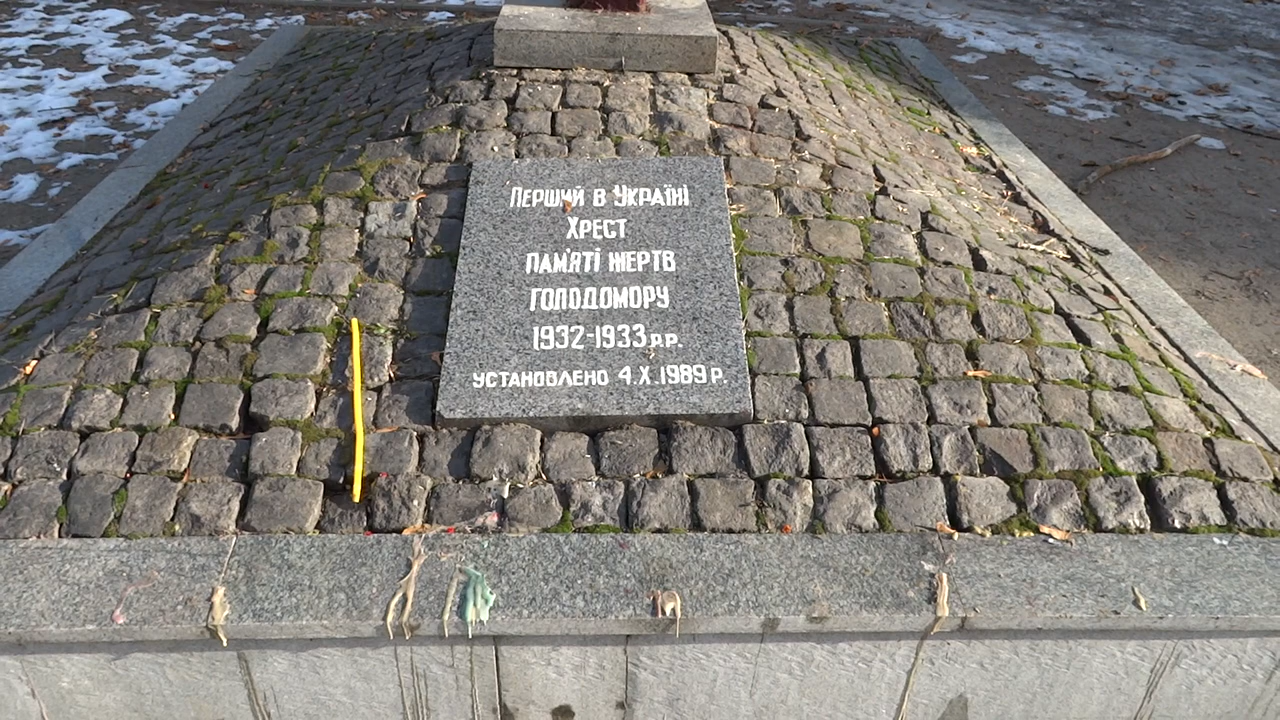 Перший в Україні
Хрест
пам'яті жертв
голодомору
1932-1933 р.р.
установлено 4.X.1989 р.